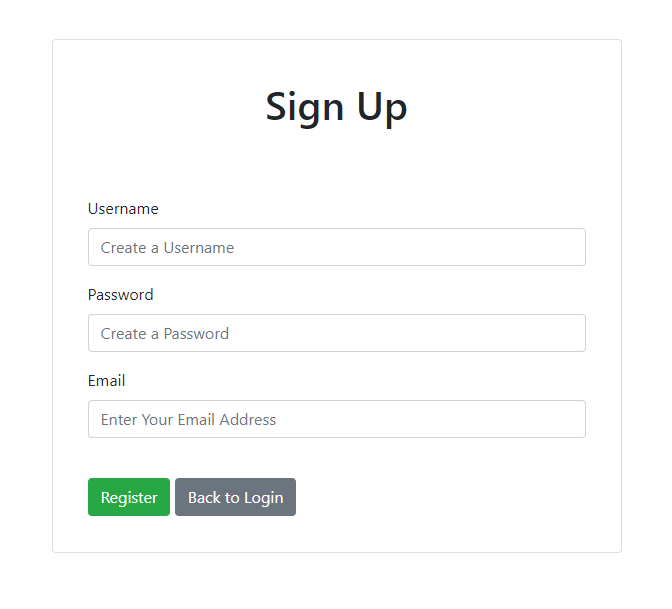 Sign Up
Username
Create a Username
Password
Create a Password
Email
Enter Your Email Address
Register Back to Login